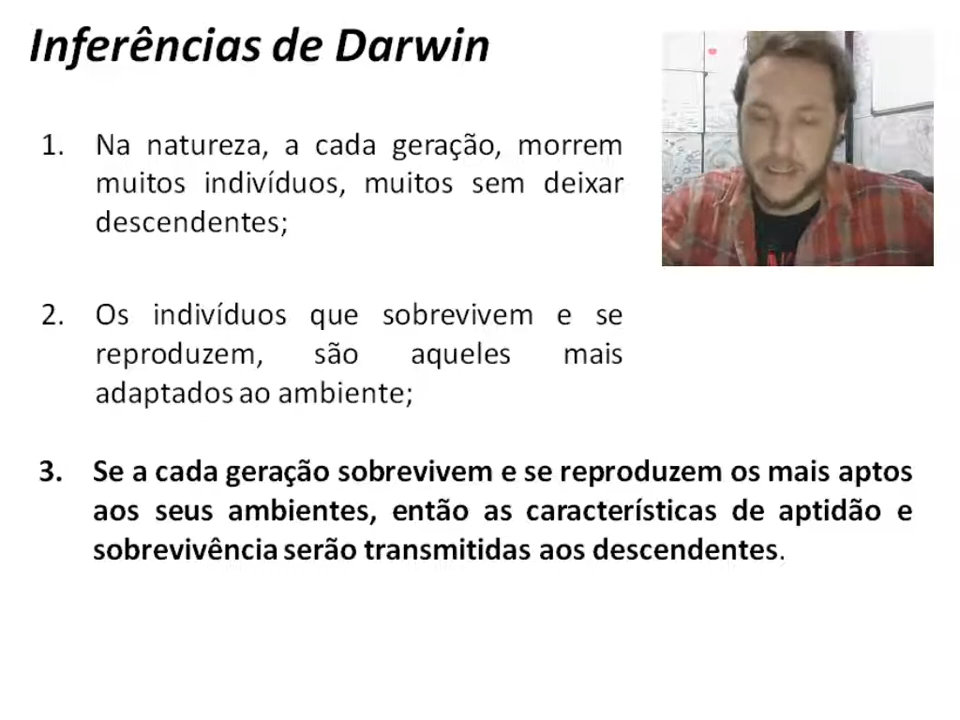 Inferências de Darwin
1. Na natureza, a cada geração, morrem
muitos indivíduos, muitos sem deixar
descendentes;
2. Os indivíduos que sobrevivem e se
reproduzem, são aqueles mais
adaptados ao ambiente;
3. Se a cada geração sobrevivem e se reproduzem os mais aptos
aos seus ambientes, então as características de aptidão e
sobrevivência serão transmitidas aos descendentes.